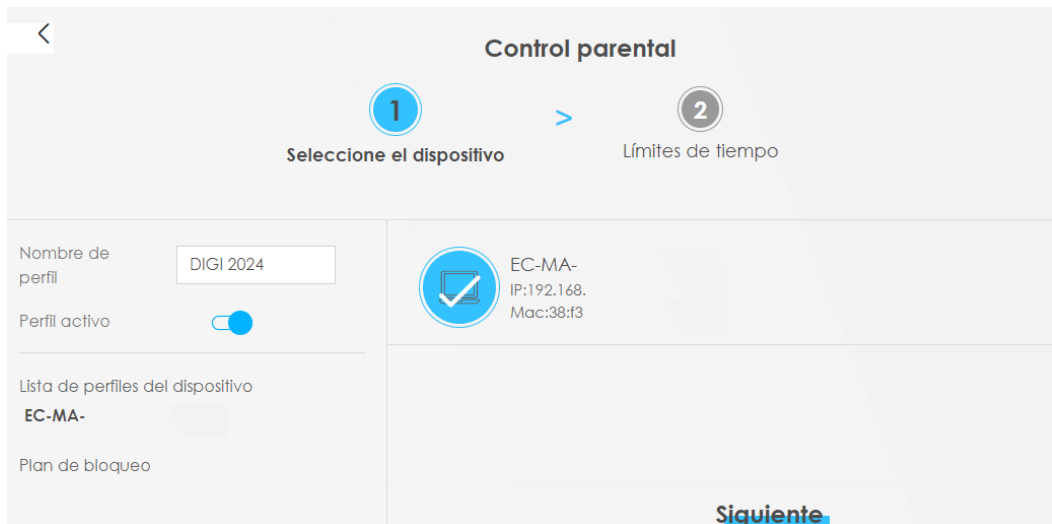 Control parental
1
>
2
Seleccione el dispositivo
Límites de tiempo
Nombre de
perfil
DIGI 2024
Perfil activo
Lista de perfiles del dispositivo
EC-MA-
Plan de bloqueo
EC-MA-
IP:192.168.
Mac:38:f3
Siguiente